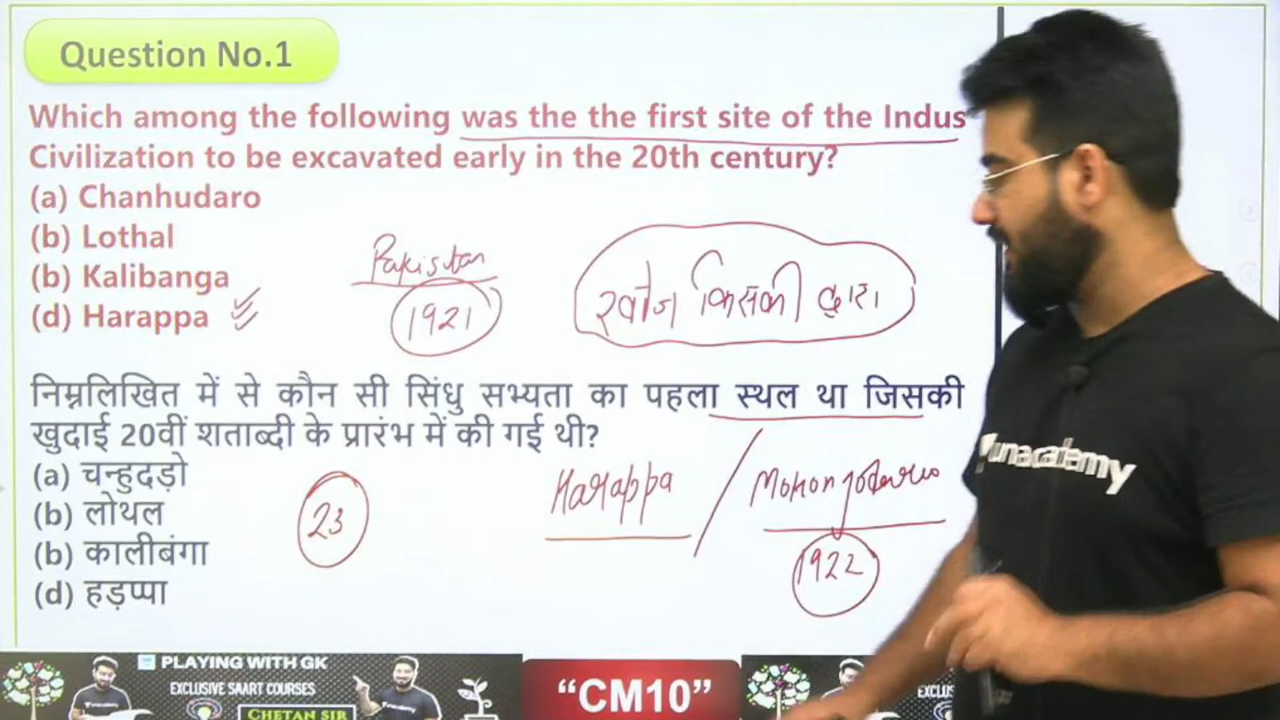 Question No.1
Which among the following was the the first site of the Indus
Civilization to be excavated early in the 20th century?
(a) Chanhudaro
(b) Lothal
(b) Kalibanga
(d) Harappa
Pakistan
1921
खोज किसकी द्वारा
निम्नलिखित में से कौन सी सिंधु सभ्यता का पहला स्थल था जिसकी
खुदाई 20वीं शताब्दी के प्रारंभ में की गई थी?
(a) चन्हुदड़ो
(b) लोथल
(b) कालीबंगा
(d) हड़प्पा
23
Harappa
1922
unacademy
PLAYING WITH GK
EXCLUSIVE SAART COURSES
CHETAN SIR
“CM10”
EXCLUS